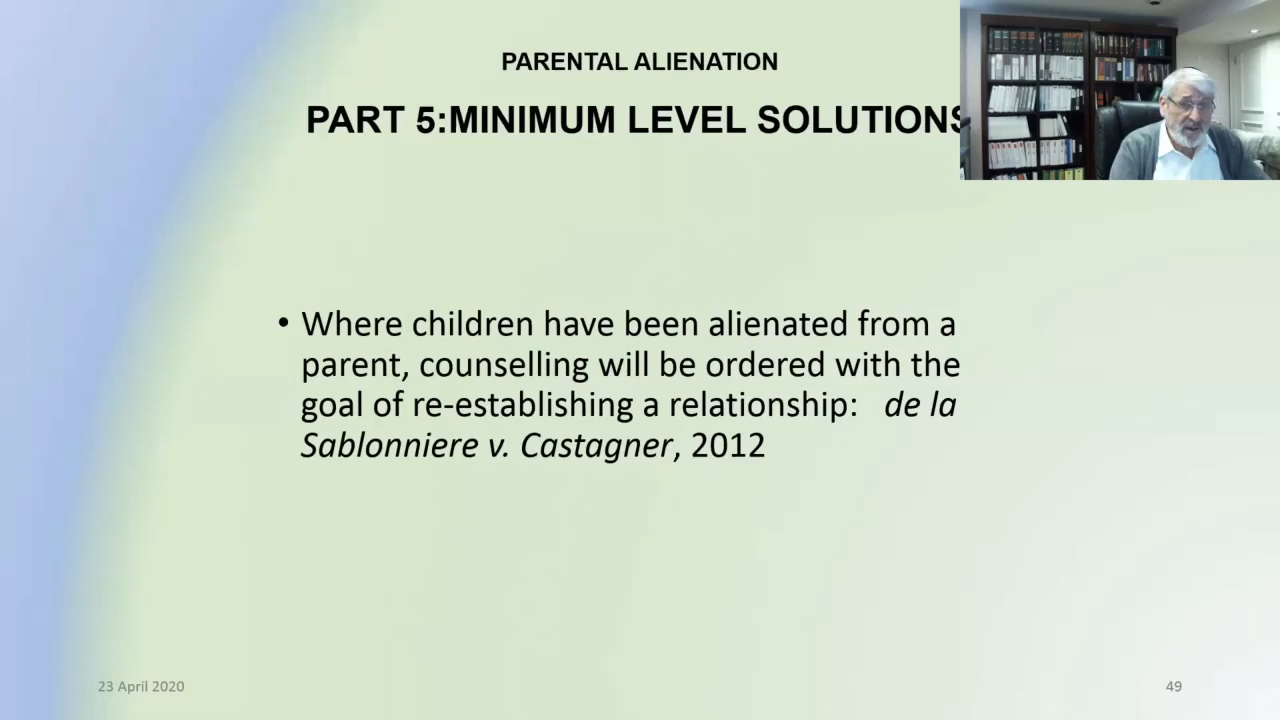 PARENTAL ALIENATION
PART 5:MINIMUM LEVEL SOLUTIONS
• Where children have been alienated from a
parent, counselling will be ordered with the
goal of re-establishing a relationship: de la
Sablonniere v. Castagner, 2012
23 April 2020
49